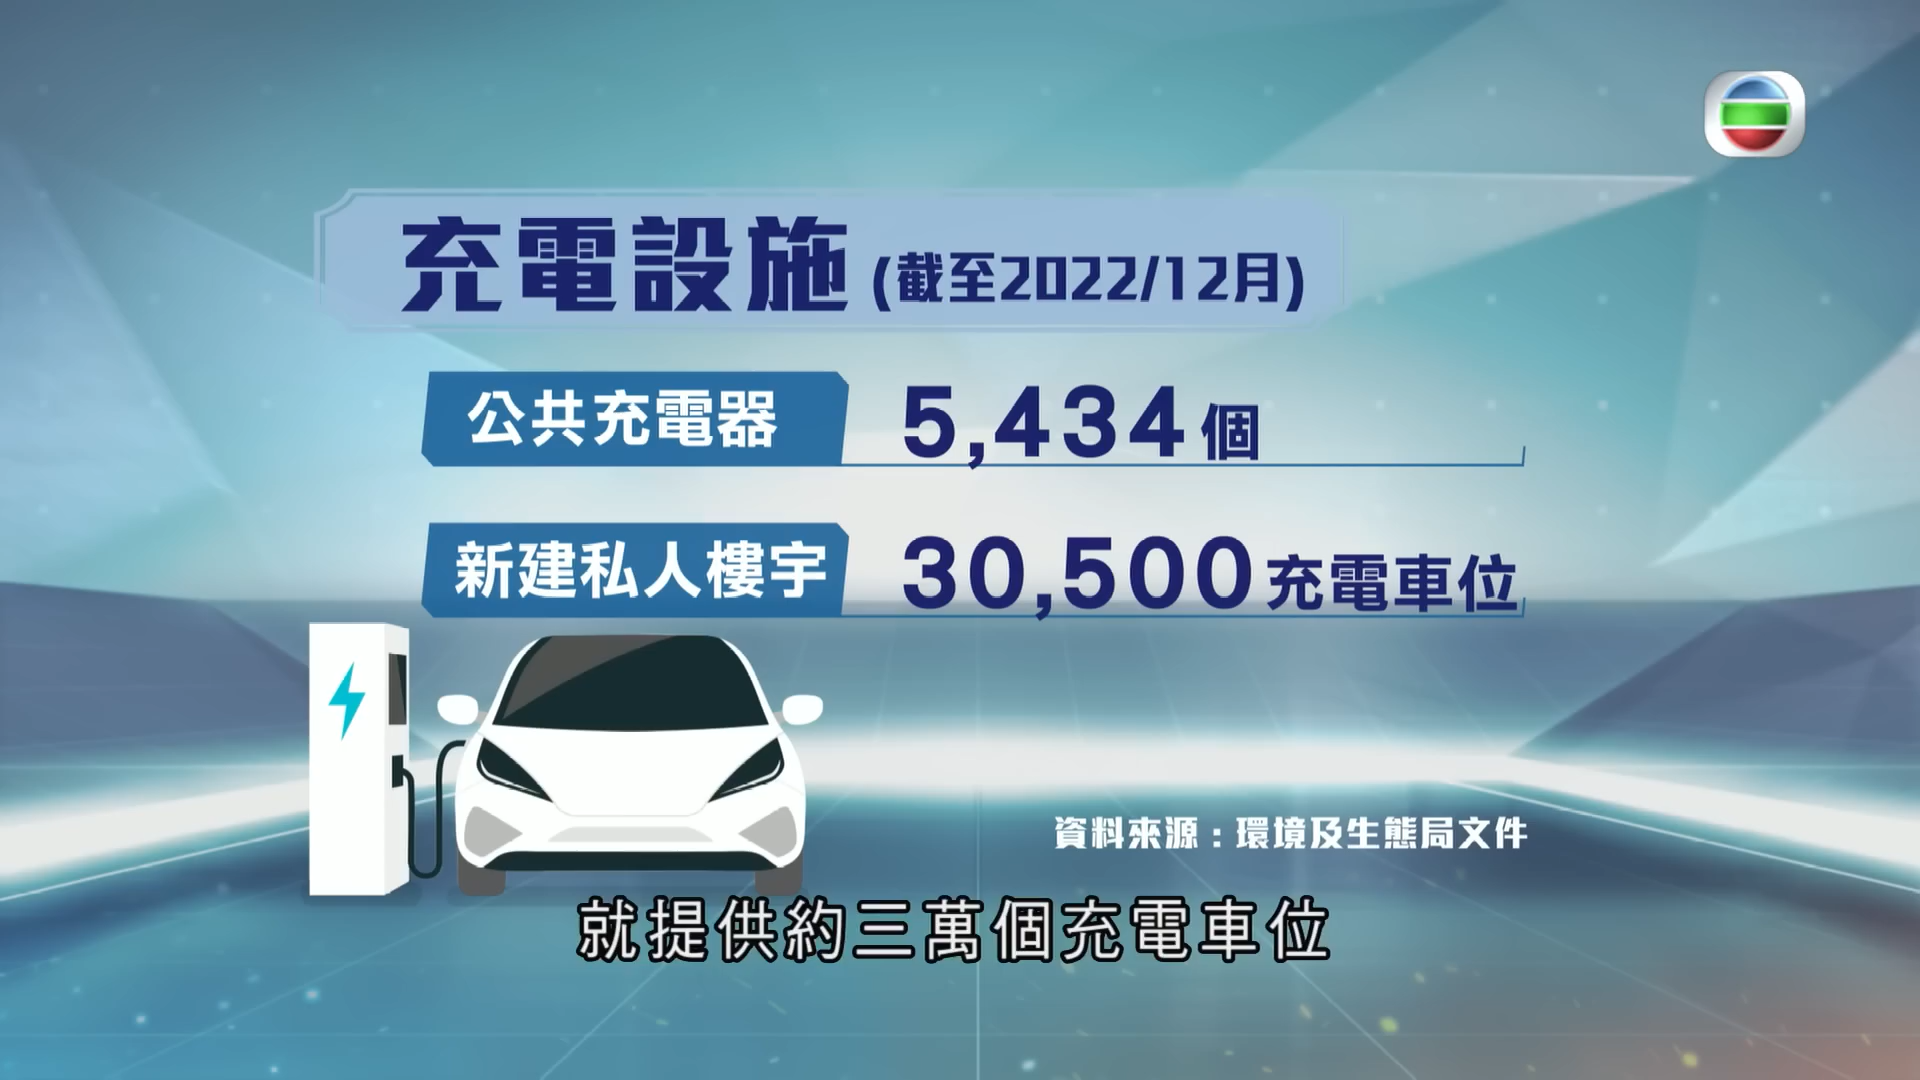 充電設施 (截至2022/12月)
公共充電器 5,434個
新建私人樓宇 30,500充電車位
資料來源：環境及生態局文件
就提供約三萬個充電車位